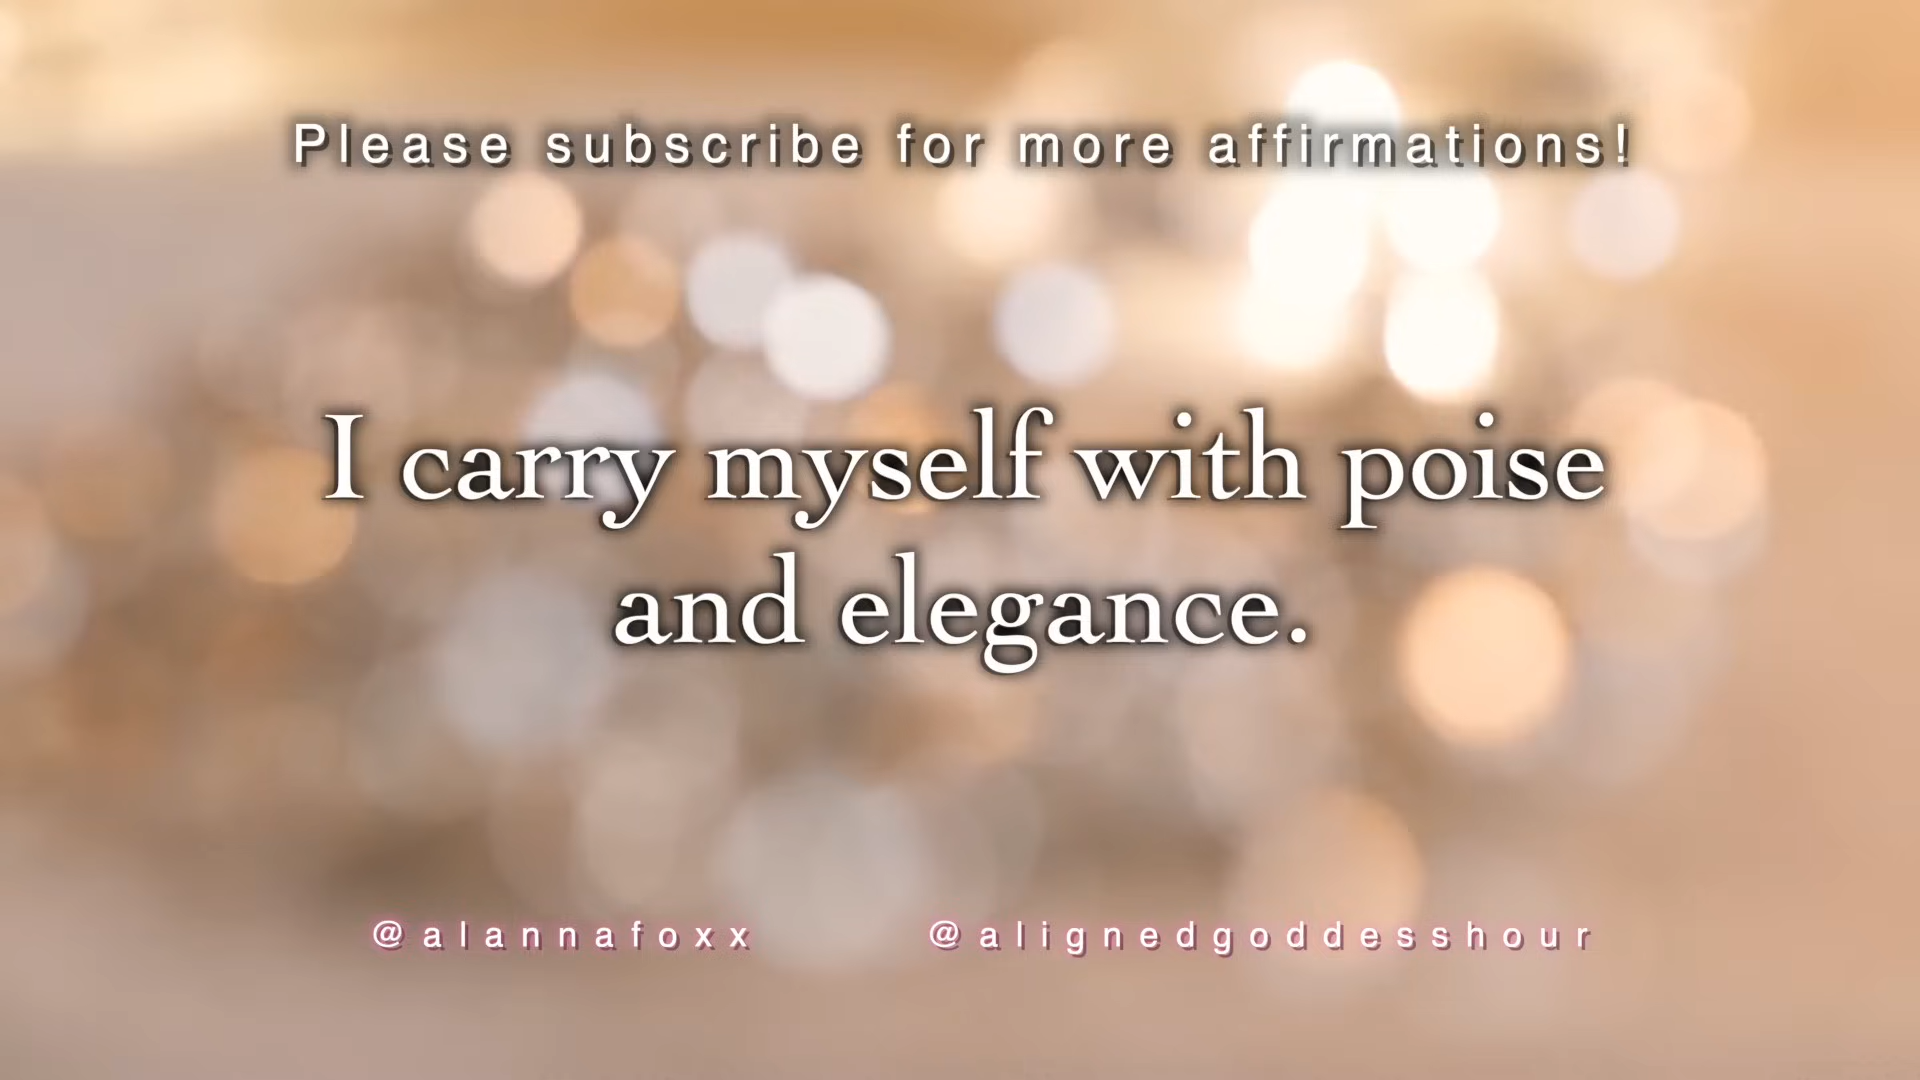 Please subscribe for more affirmations!
I carry myself with poise
and elegance.
@alannafoxx @alignedgoddesshour